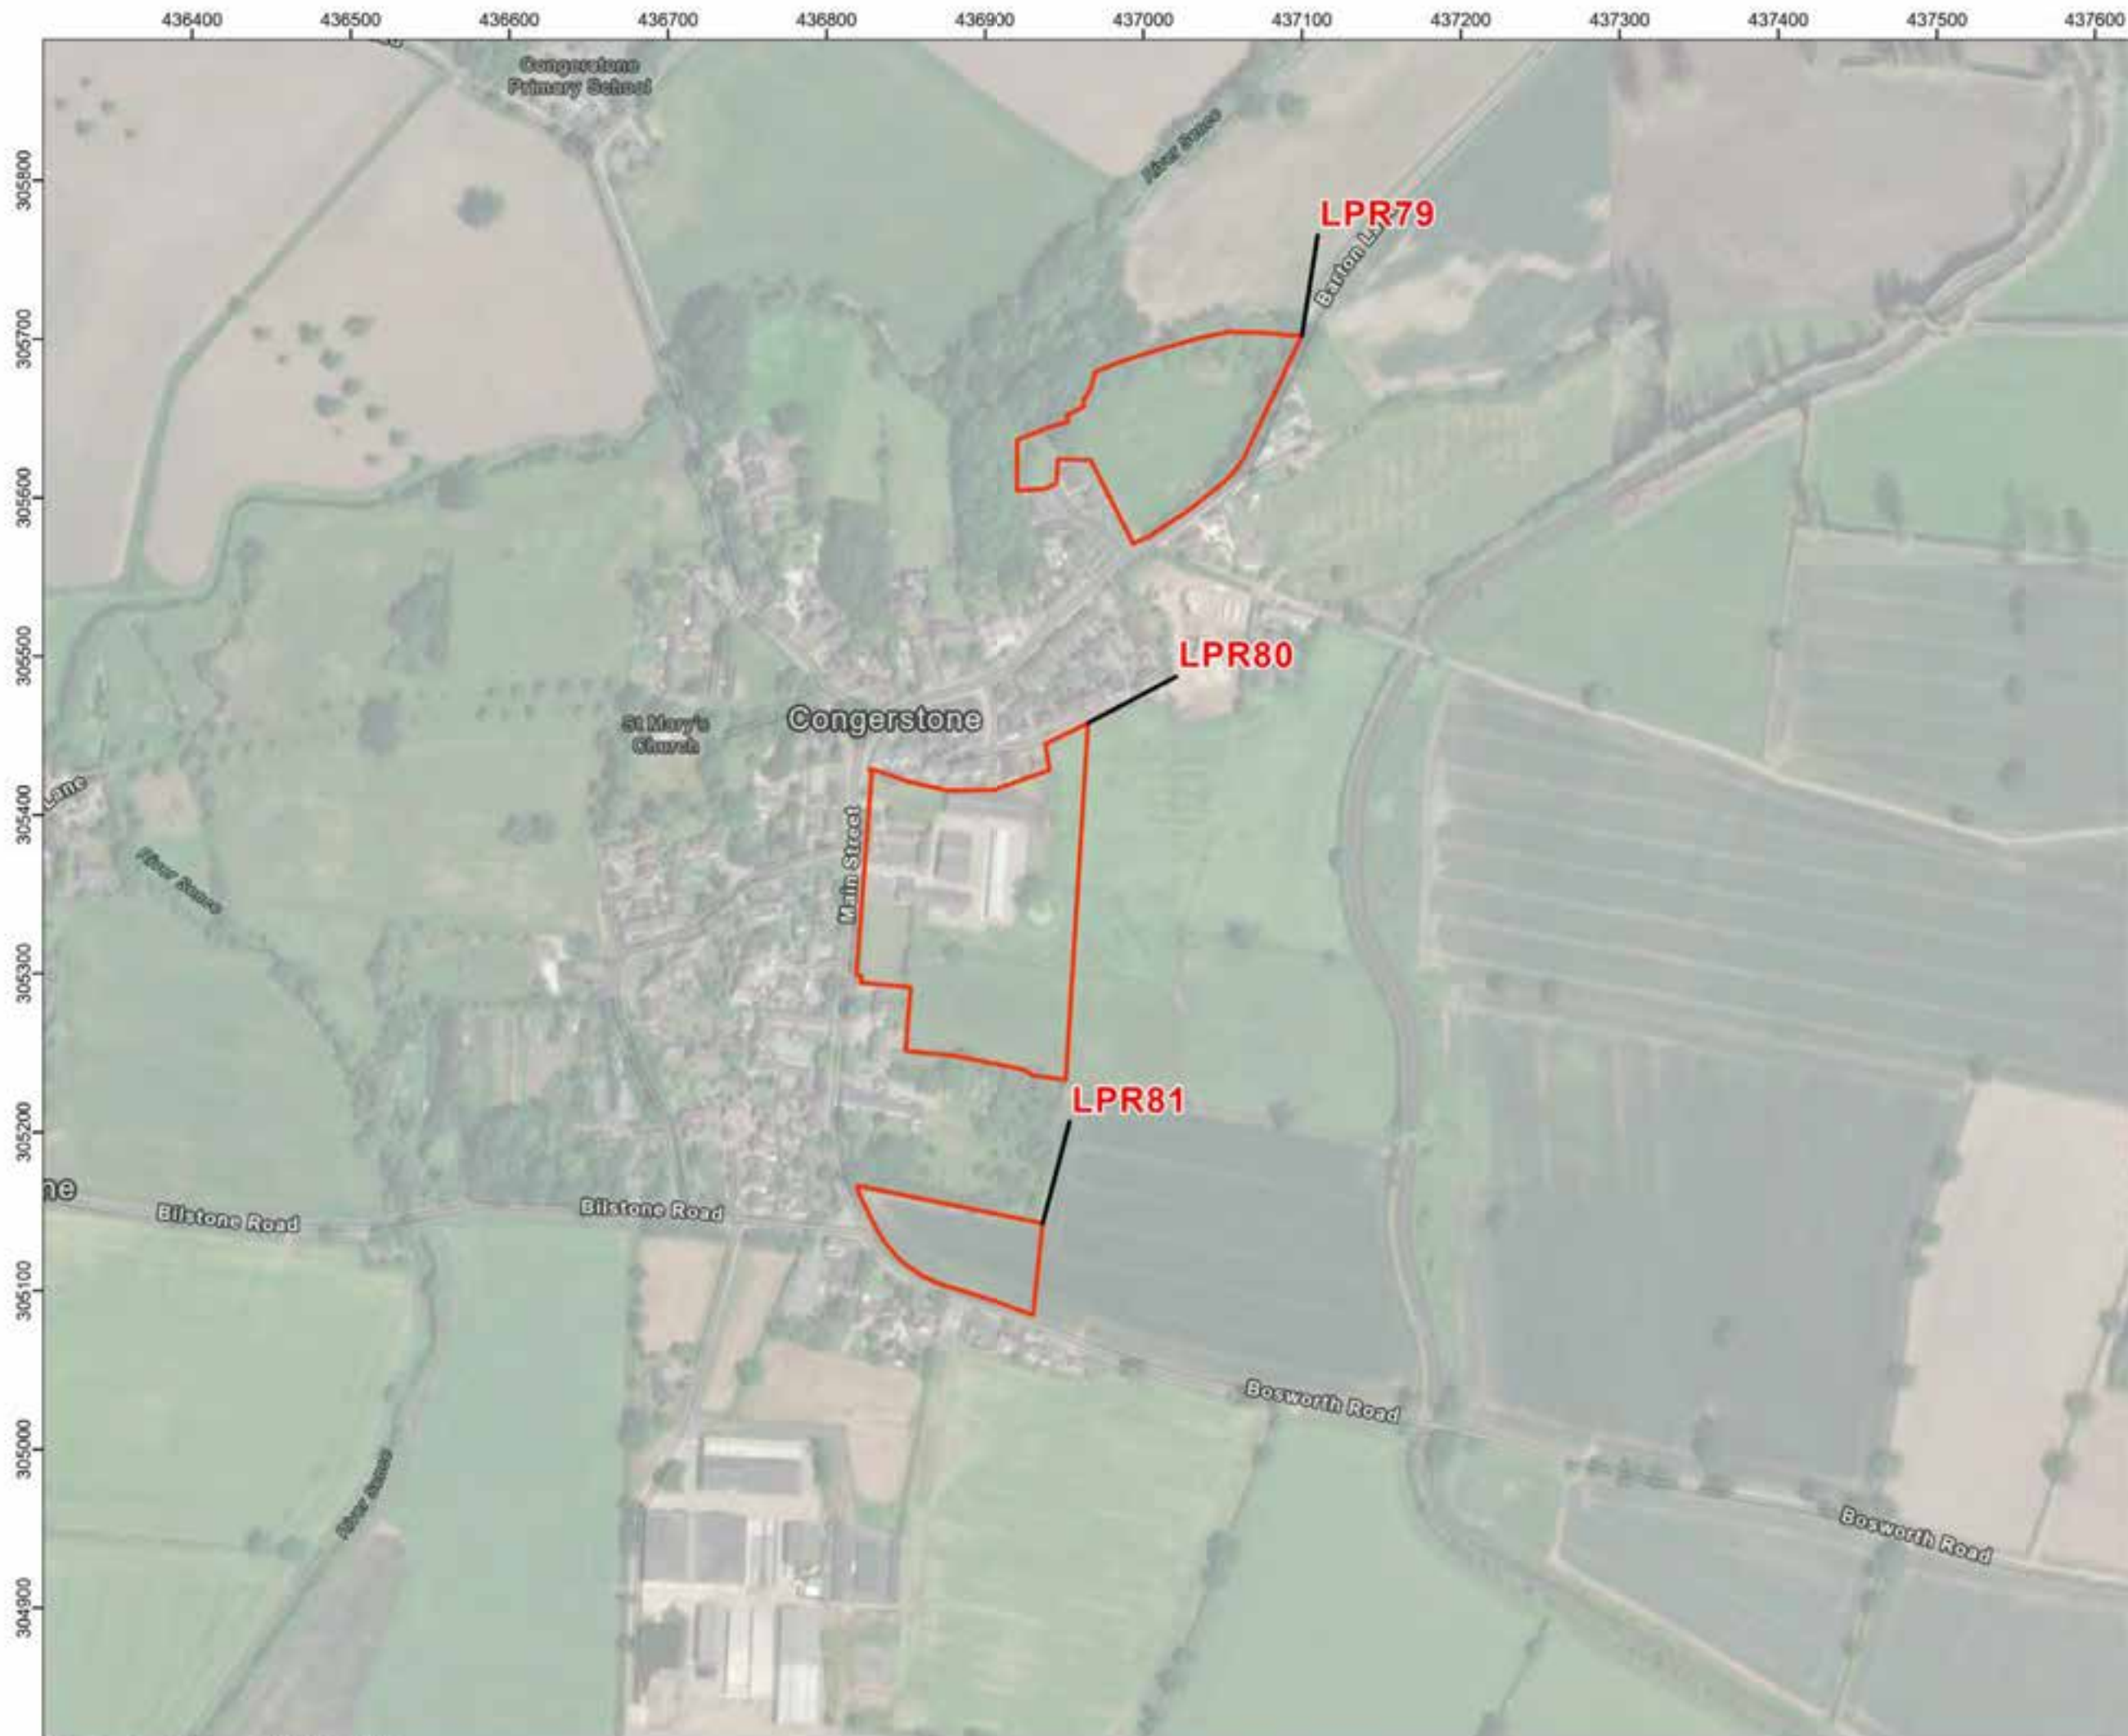 436400 436500 436600 436700 436800 436900 437000 437100 437200 437300 437400 437500 437600
305800
305700
305600
305500
305400
305300
305200
305100
305000
304900
Congerstone
Primary School
River Sence
LPR79
Barton
LPR80
St Mary's
Church
Congerstone
Lane
Main Street
River Sence
LPR81
Bilstone Road
Bilstone Road
Bosworth Road
River Sence
Bosworth Road